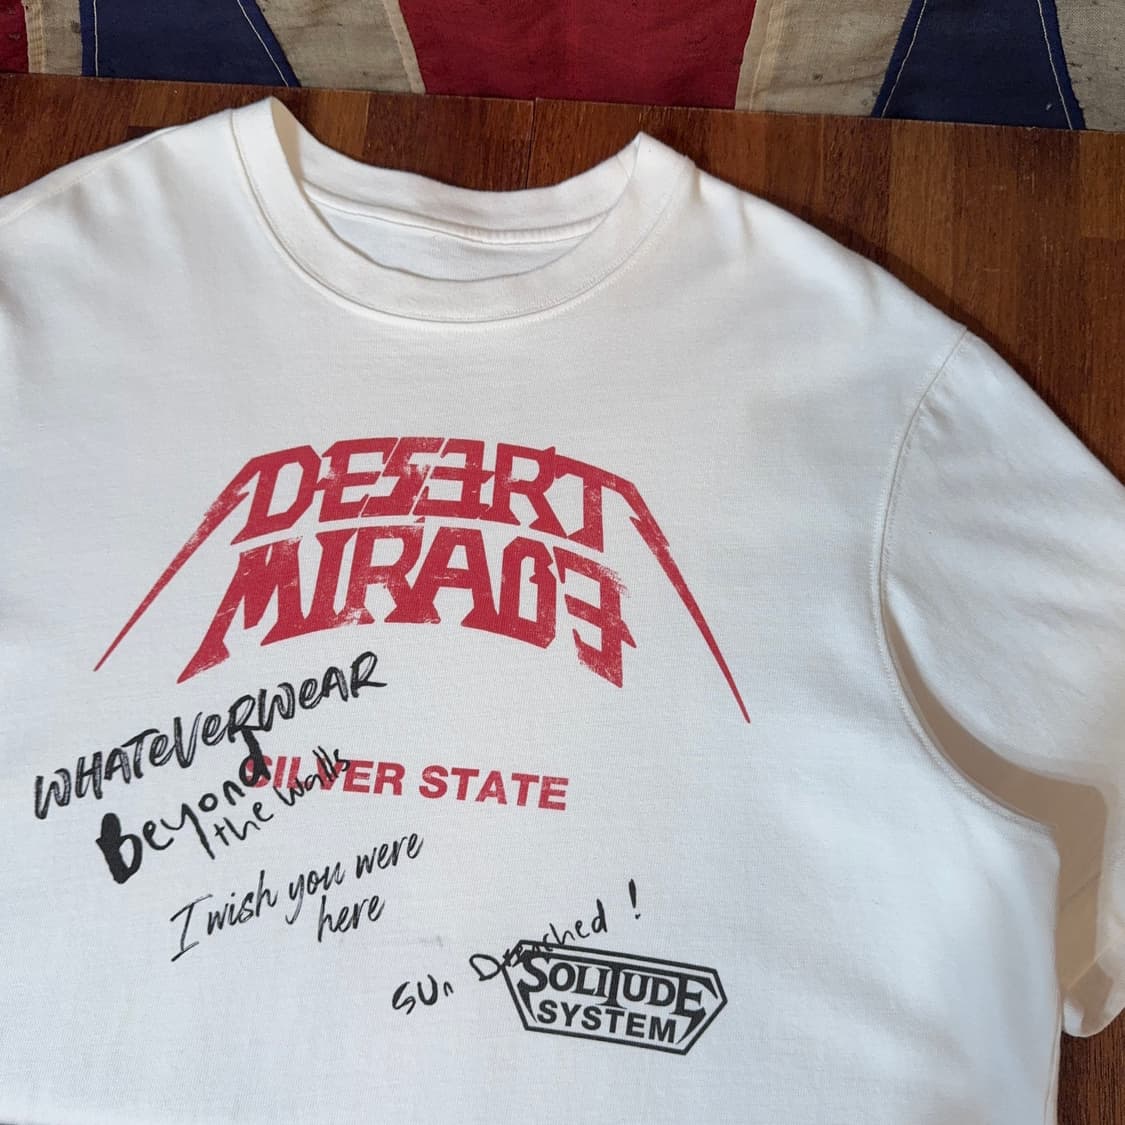 DESERT
MIRAGE
WHATEVERWEAR
SILVER STATE
Beyond
the walls
I wish you were
here
Sun Drenched !
SOLITUDE
SYSTEM